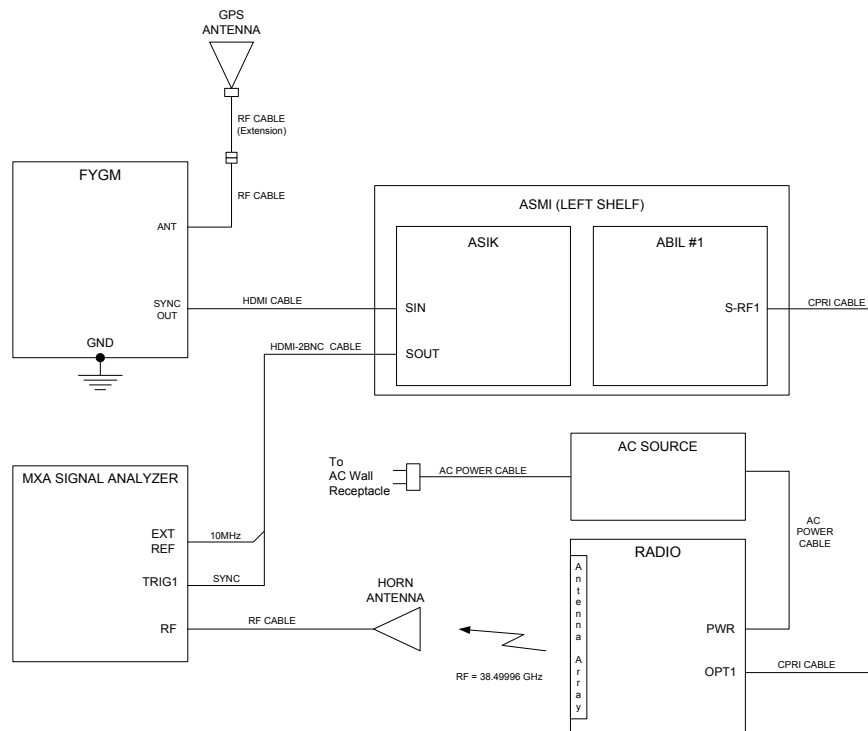 GPS
ANTENNA
RF CABLE
(Extension)
RF CABLE
FYGM
ANT
SYNC
OUT
GND
HDMI CABLE
HDMI-2BNC CABLE
ASMI (LEFT SHELF)
ASIK
SIN
SOUT
ABIL #1
S-RF1
CPRI CABLE
MXA SIGNAL ANALYZER
EXT
REF
10MHz
TRIG1
SYNC
RF
RF CABLE
HORN
ANTENNA
To
AC Wall
Receptacle
AC POWER CABLE
AC SOURCE
AC
POWER
CABLE
RADIO
Antenna Array
PWR
OPT1
CPRI CABLE
RF = 38.49996 GHz